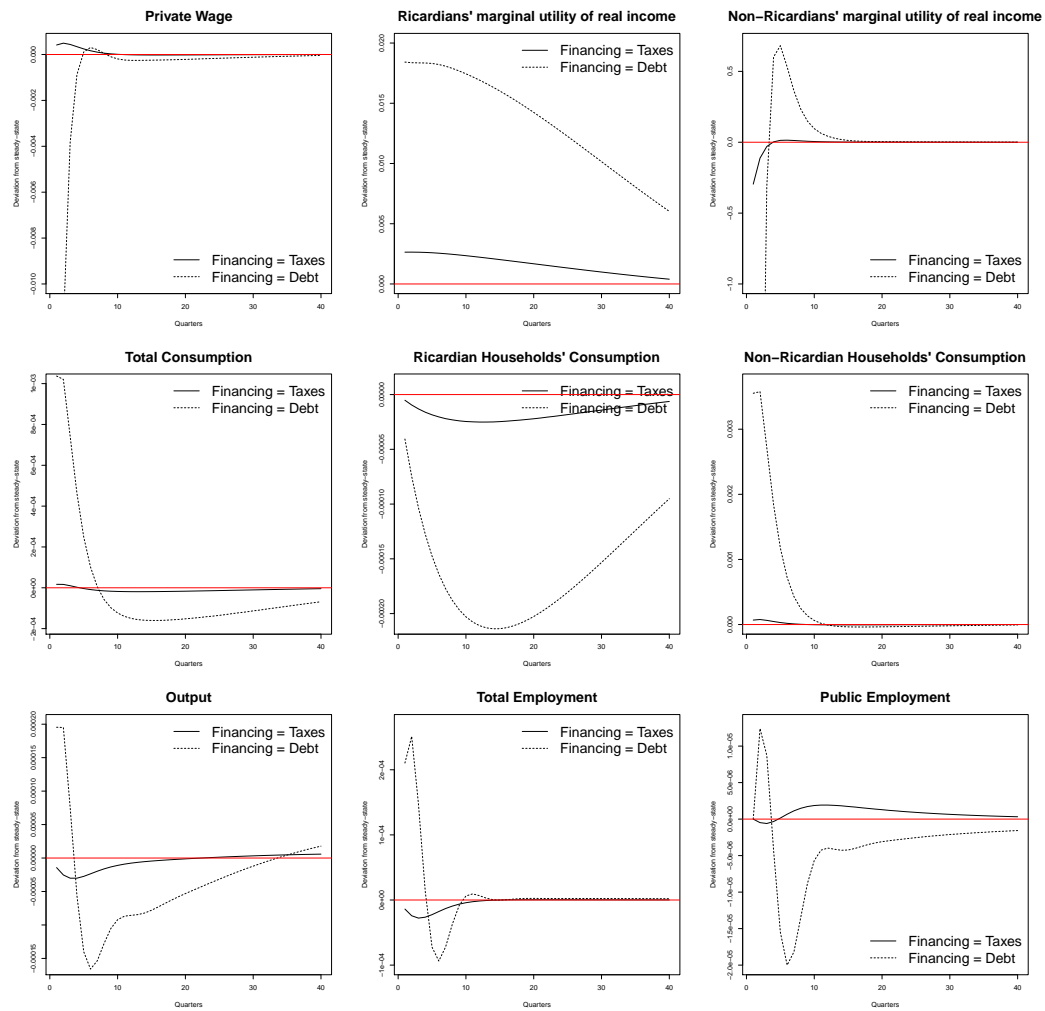 Private Wage
Deviation from steady−state
0.000
−0.002
−0.004
−0.006
−0.008
−0.010
Financing = Taxes
Financing = Debt
0 10 20 30 40
Quarters
Ricardians' marginal utility of real income
Deviation from steady−state
0.020
0.015
0.010
0.005
0.000
Financing = Taxes
Financing = Debt
0 10 20 30 40
Quarters
Non−Ricardians' marginal utility of real income
Deviation from steady−state
0.5
0.0
−0.5
−1.0
Financing = Taxes
Financing = Debt
0 10 20 30 40
Quarters
Total Consumption
Deviation from steady−state
1e−03
8e−04
6e−04
4e−04
2e−04
0e+00
−2e−04
Financing = Taxes
Financing = Debt
0 10 20 30 40
Quarters
Ricardian Households' Consumption
Deviation from steady−state
0.00000
−0.00005
−0.00010
−0.00015
−0.00020
Financing = Taxes
Financing = Debt
0 10 20 30 40
Quarters
Non−Ricardian Households' Consumption
Deviation from steady−state
0.003
0.002
0.001
0.000
Financing = Taxes
Financing = Debt
0 10 20 30 40
Quarters
Output
Deviation from steady−state
0.00020
0.00015
0.00010
0.00005
0.00000
−0.00005
−0.00015
Financing = Taxes
Financing = Debt
0 10 20 30 40
Quarters
Total Employment
Deviation from steady−state
2e−04
1e−04
0e+00
−1e−04
Financing = Taxes
Financing = Debt
0 10 20 30 40
Quarters
Public Employment
Deviation from steady−state
1.0e−05
5.0e−06
0.0e+00
−5.0e−06
−1.0e−05
−1.5e−05
−2.0e−05
Financing = Taxes
Financing = Debt
0 10 20 30 40
Quarters